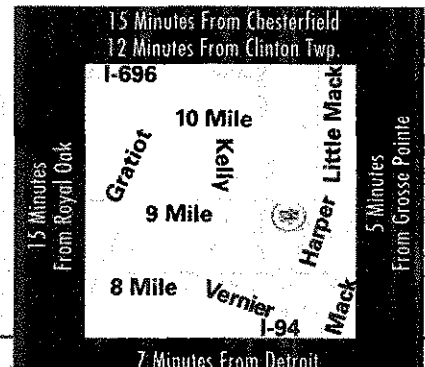 15 Minutes From Chesterfield
12 Minutes From Clinton Twp.
I-696
10 Mile
Little Mack
Gratiot
Kelly
15 Minutes
From Royal Oak
5 Minutes
From Grosse Pointe
9 Mile
Harper
8 Mile
Vernier
Mack
I-94
7 Minutes From Detroit